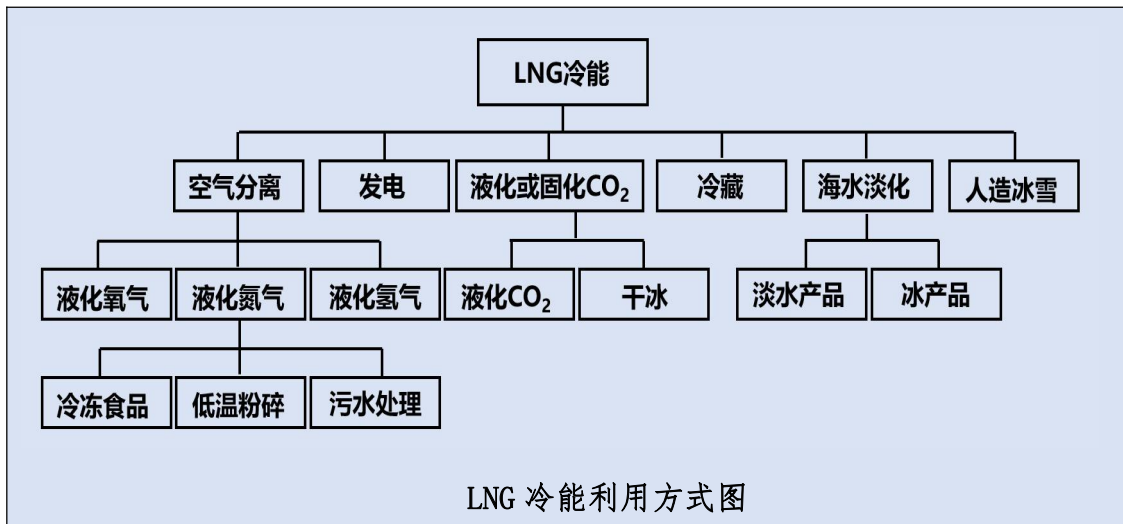 LNG冷能
空气分离 发电 液化或固化CO₂ 冷藏 海水淡化 人造冰雪
液化氧气 液化氮气 液化氢气 液化CO₂ 干冰 淡水产品 冰产品
冷冻食品 低温粉碎 污水处理
LNG 冷能利用方式图